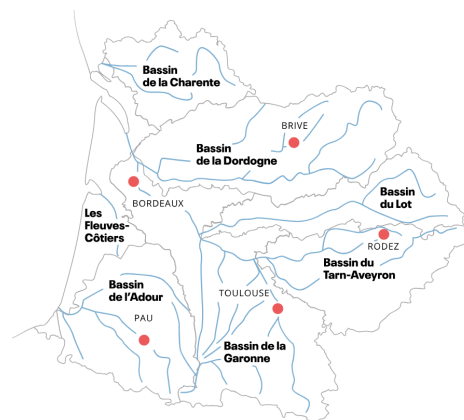 Bassin
de la Charente
BRIVE
Bassin
de la Dordogne
BORDEAUX
Bassin
du Lot
Les
Fleuves-
Côtiers
RODEZ
Bassin du
Tarn-Aveyron
Bassin
de l'Adour
TOULOUSE
PAU
Bassin de la
Garonne